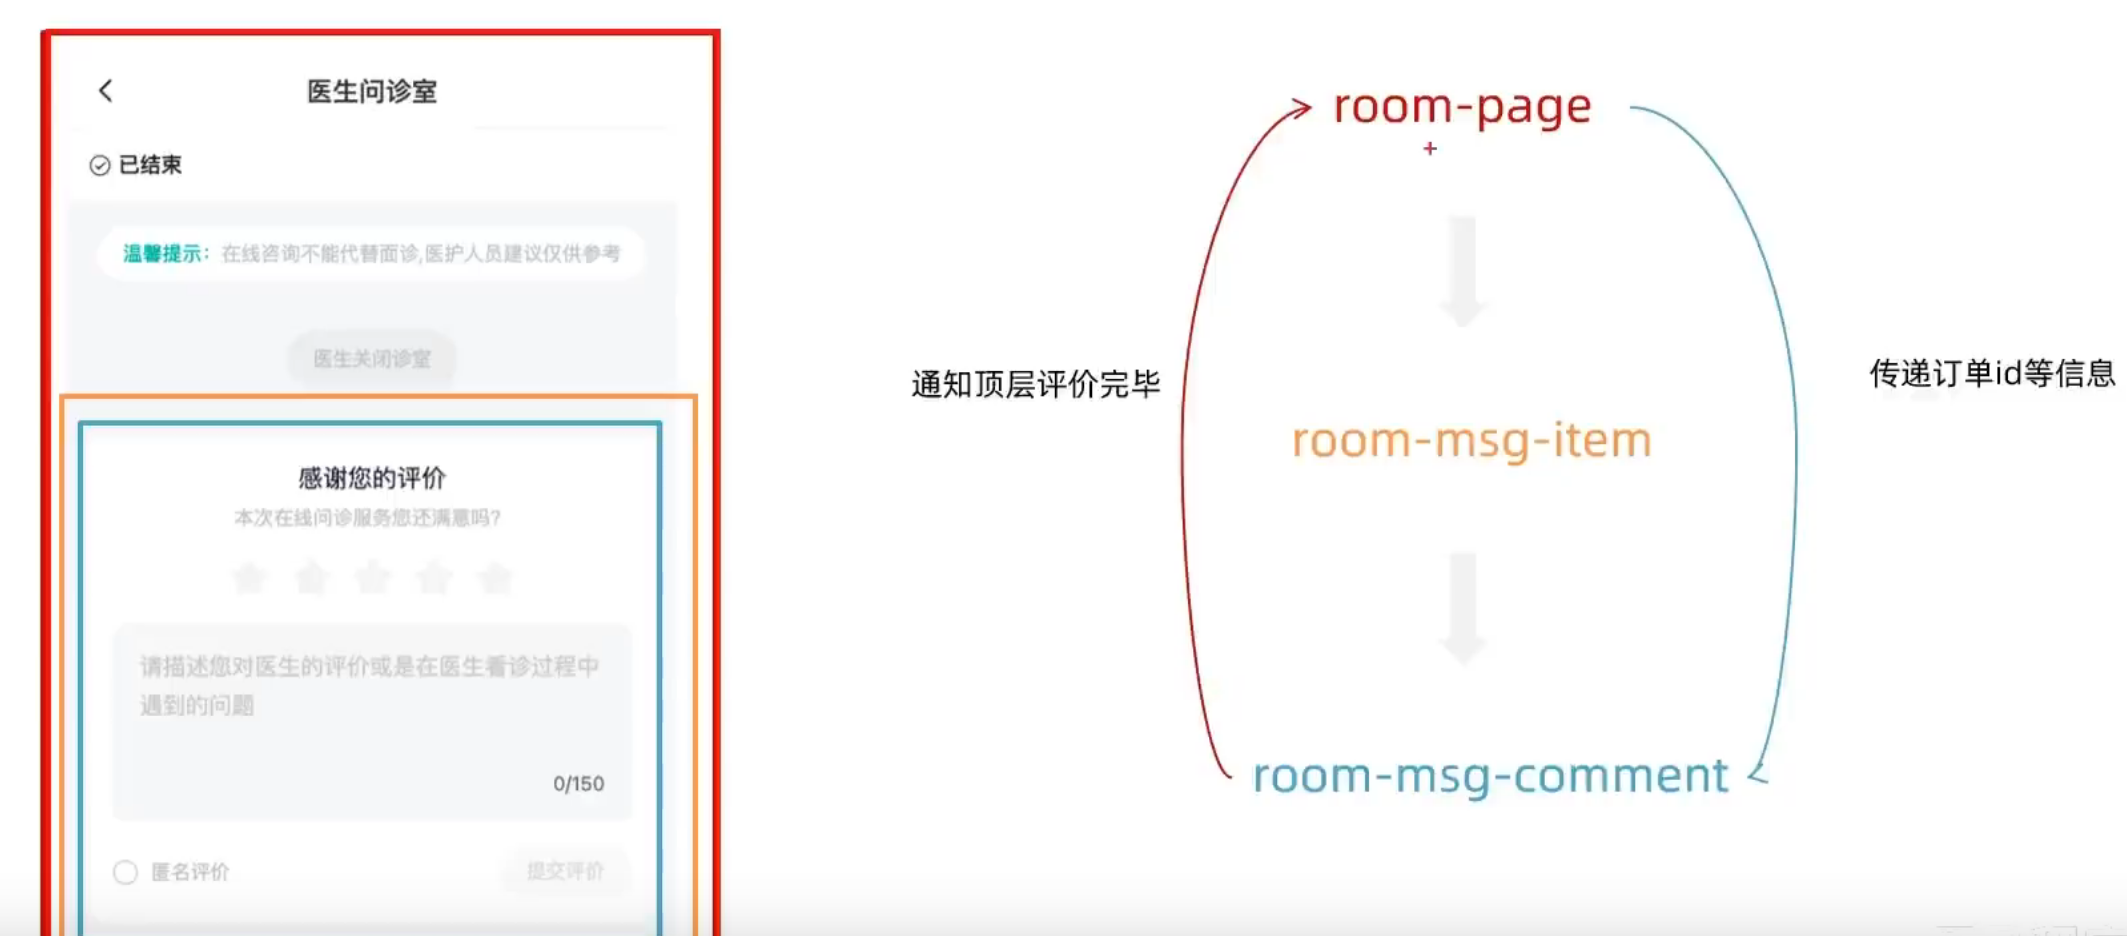 医生问诊室
已结束
温馨提示：在线咨询不能代替面诊,医护人员建议仅供参考
医生关闭诊室
感谢您的评价
本次在线问诊服务您还满意吗?
请描述您对医生的评价或是在医生看诊过程中
遇到的问题
0/150
匿名评价
提交评价
room-page
通知顶层评价完毕
传递订单id等信息
room-msg-item
room-msg-comment